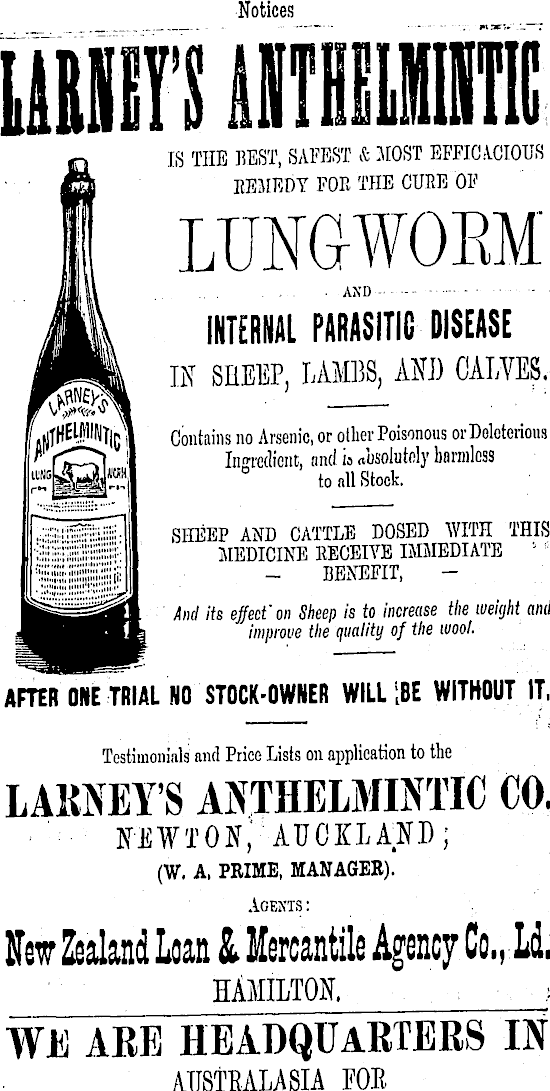 Notices
LARNEY'S ANTHELMINTIC
IS THE BEST, SAFEST & MOST EFFICACIOUS
REMEDY FOR THE CURE OF
LUNGWORM
AND
INTERNAL PARASITIC DISEASE
IN SHEEP, LAMBS, AND CALVES.
LARNEY'S
ANTHELMINTIC
LUNG WORM
Contains no Arsenic, or other Poisonous or Deleterious
Ingredient, and is absolutely harmless
to all Stock.
SHEEP AND CATTLE DOSED WITH THIS
MEDICINE RECEIVE IMMEDIATE
— BENEFIT, —
And its effect on Sheep is to increase the weight and
improve the quality of the wool.
AFTER ONE TRIAL NO STOCK-OWNER WILL BE WITHOUT IT,
Testimonials and Price Lists on application to the
LARNEY'S ANTHELMINTIC CO.
NEWTON, AUCKLAND;
(W. A, PRIME, MANAGER).
AGENTS:
New Zealand Loan & Mercantile Agency Co., Ld.
HAMILTON.
WE ARE HEADQUARTERS IN
AUSTRALASIA FOR